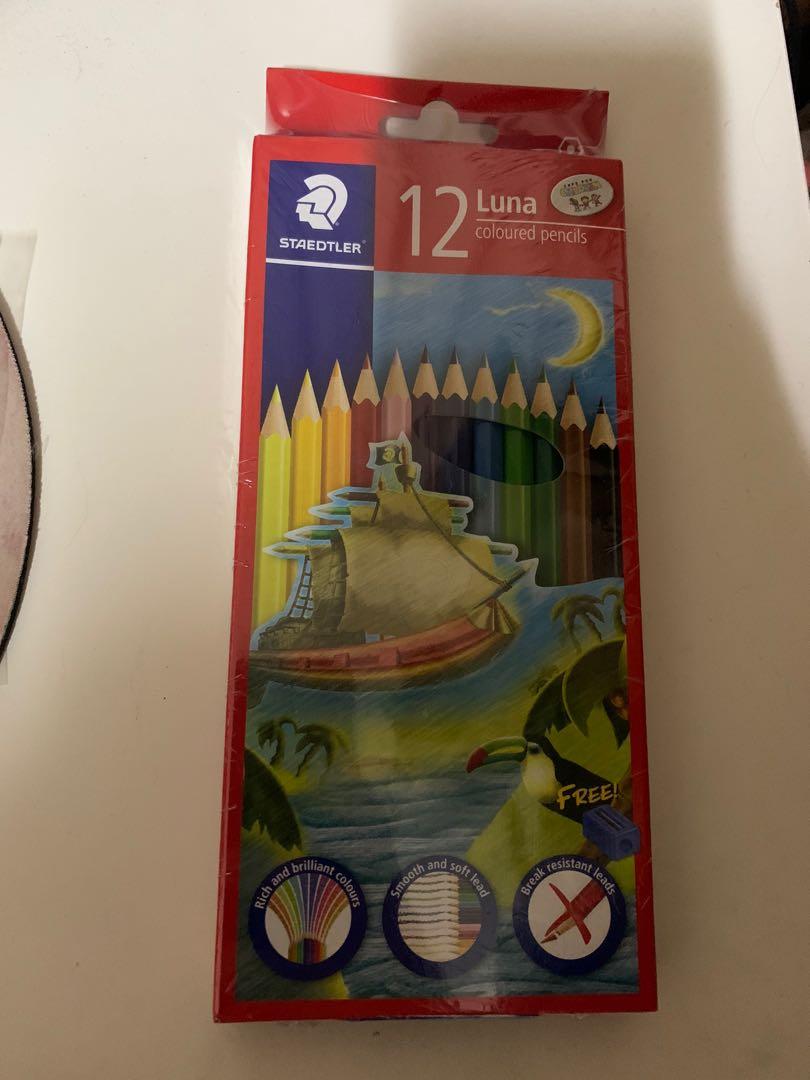 STAEDTLER
12
Luna
coloured pencils
FREE!
Rich and brilliant colours
Smooth and soft lead
Break resistant leads